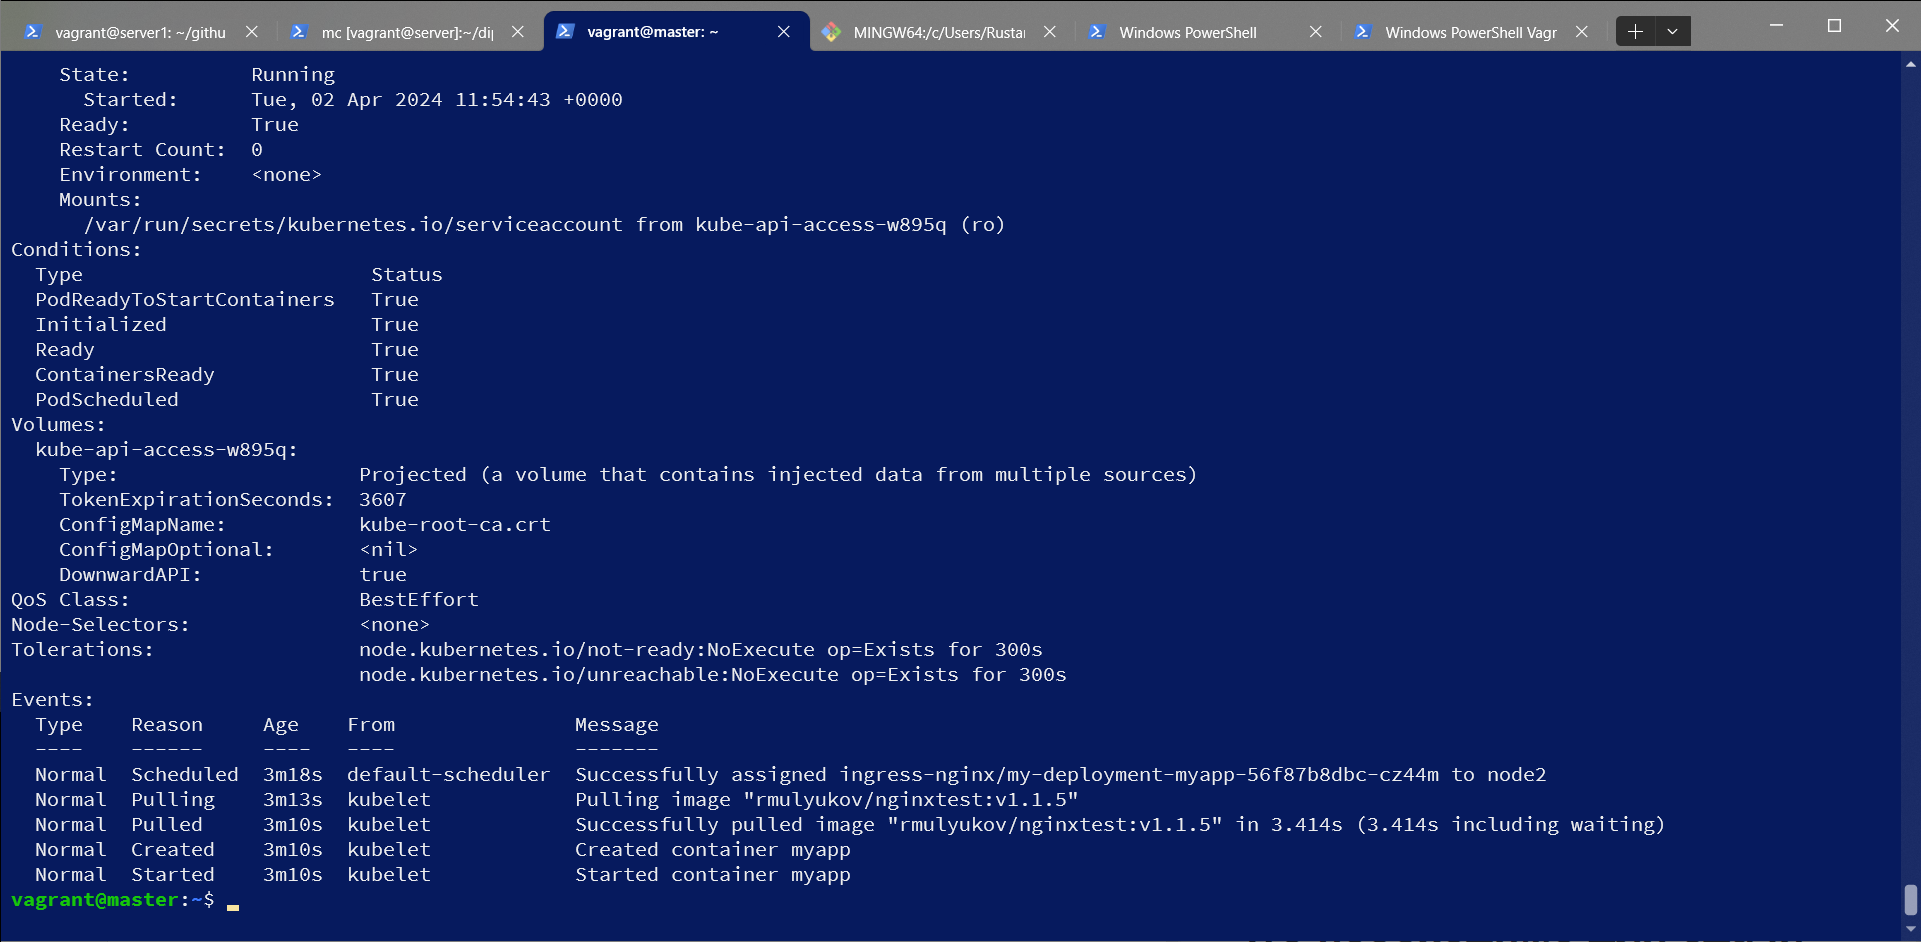 vagrant@server1: ~/githu
mc [vagrant@server]:~/dip
vagrant@master: ~
MINGW64:/c/Users/Rustam
Windows PowerShell
Windows PowerShell Vagr
State: Running
Started: Tue, 02 Apr 2024 11:54:43 +0000
Ready: True
Restart Count: 0
Environment: <none>
Mounts:
/var/run/secrets/kubernetes.io/serviceaccount from kube-api-access-w895q (ro)
Conditions:
Type Status
PodReadyToStartContainers True
Initialized True
Ready True
ContainersReady True
PodScheduled True
Volumes:
kube-api-access-w895q:
Type: Projected (a volume that contains injected data from multiple sources)
TokenExpirationSeconds: 3607
ConfigMapName: kube-root-ca.crt
ConfigMapOptional: <nil>
DownwardAPI: true
QoS Class: BestEffort
Node-Selectors: <none>
Tolerations: node.kubernetes.io/not-ready:NoExecute op=Exists for 300s
node.kubernetes.io/unreachable:NoExecute op=Exists for 300s
Events:
Type Reason Age From Message
---- ------ ---- ---- -------
Normal Scheduled 3m18s default-scheduler Successfully assigned ingress-nginx/my-deployment-myapp-56f87b8dbc-cz44m to node2
Normal Pulling 3m13s kubelet Pulling image "rmulyukov/nginxtest:v1.1.5"
Normal Pulled 3m10s kubelet Successfully pulled image "rmulyukov/nginxtest:v1.1.5" in 3.414s (3.414s including waiting)
Normal Created 3m10s kubelet Created container myapp
Normal Started 3m10s kubelet Started container myapp
vagrant@master:~$